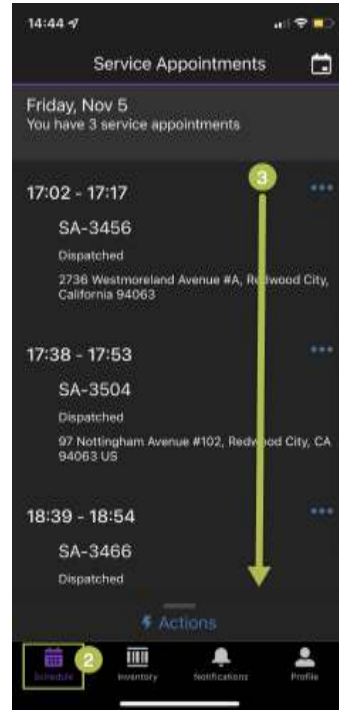 14:44
Service Appointments
Friday, Nov 5
You have 3 service appointments
3
17:02 - 17:17
SA-3456
Dispatched
2736 Westmoreland Avenue #A, Redwood City,
California 94063
17:38 - 17:53
SA-3504
Dispatched
97 Nottingham Avenue #102, Redwood City, CA
94063 US
18:39 - 18:54
SA-3466
Dispatched
Actions
2
Schedule
Inventory
Notifications
Profile